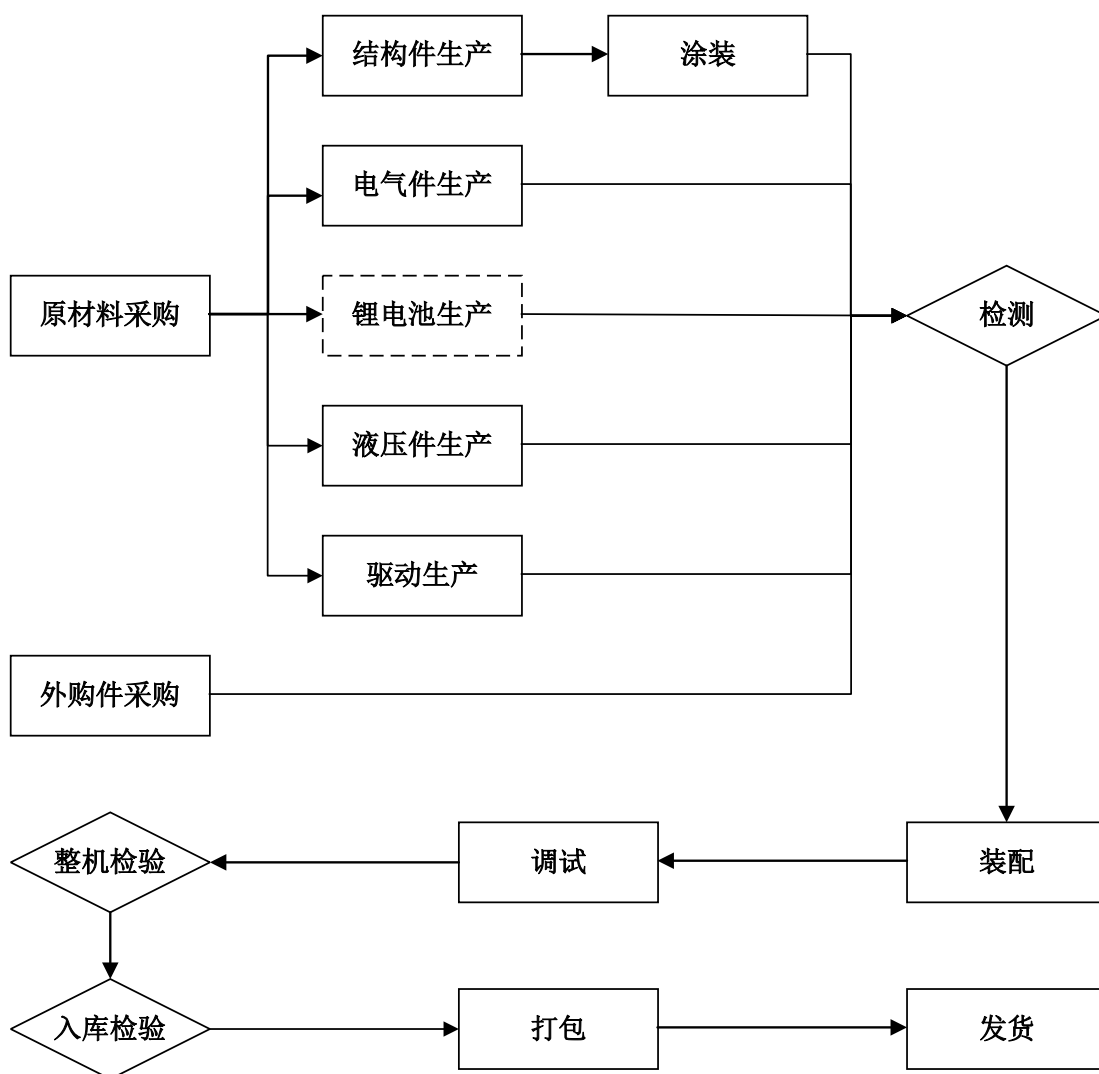 结构件生产
涂装
电气件生产
原材料采购
锂电池生产
检测
液压件生产
驱动生产
外购件采购
整机检验
调试
装配
入库检验
打包
发货